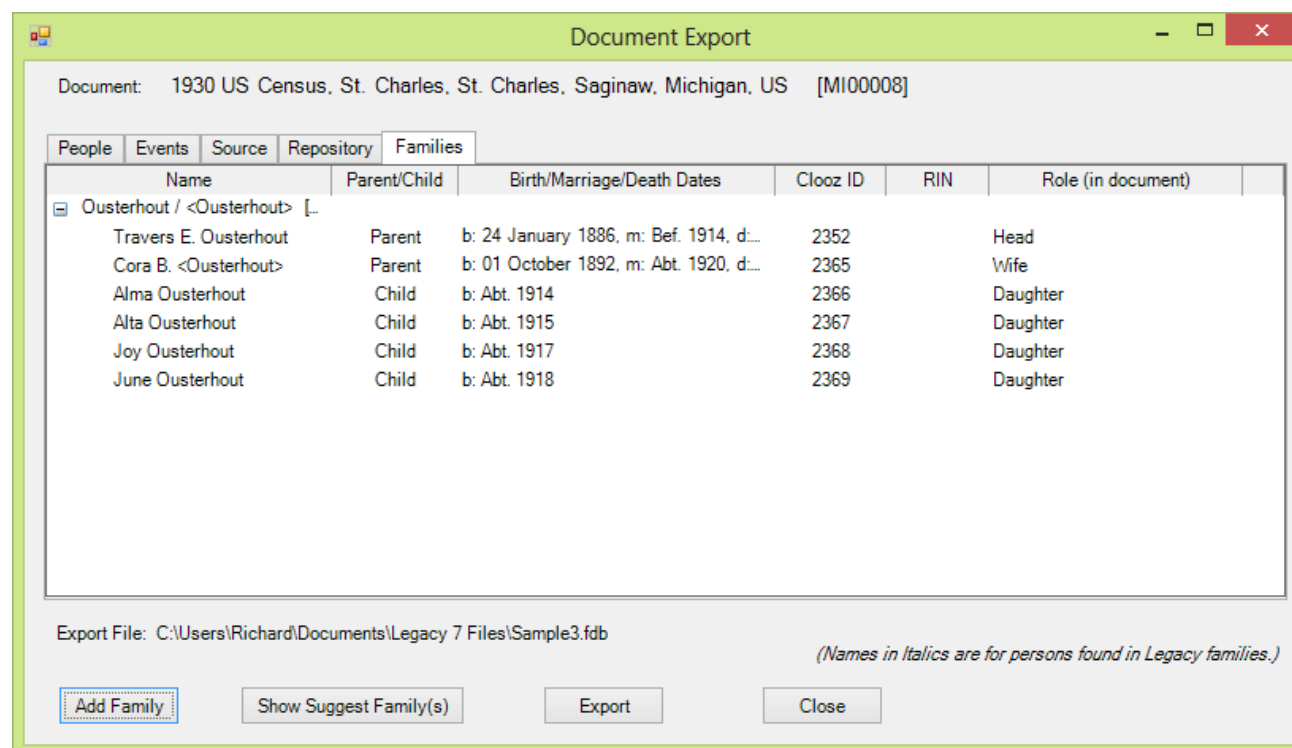 Document Export
Document: 1930 US Census, St. Charles, St. Charles, Saginaw, Michigan, US [MI00008]
People Events Source Repository Families
Name Parent/Child Birth/Marriage/Death Dates Clooz ID RIN Role (in document)
Ousterhout / <Ousterhout> [...
Travers E. Ousterhout Parent b: 24 January 1886, m: Bef. 1914, d:... 2352 Head
Cora B. <Ousterhout> Parent b: 01 October 1892, m: Abt. 1920, d:... 2365 Wife
Alma Ousterhout Child b: Abt. 1914 2366 Daughter
Alta Ousterhout Child b: Abt. 1915 2367 Daughter
Joy Ousterhout Child b: Abt. 1917 2368 Daughter
June Ousterhout Child b: Abt. 1918 2369 Daughter
Export File: C:\Users\Richard\Documents\Legacy 7 Files\Sample3.fdb
(Names in Italics are for persons found in Legacy families.)
Add Family Show Suggest Family(s) Export Close